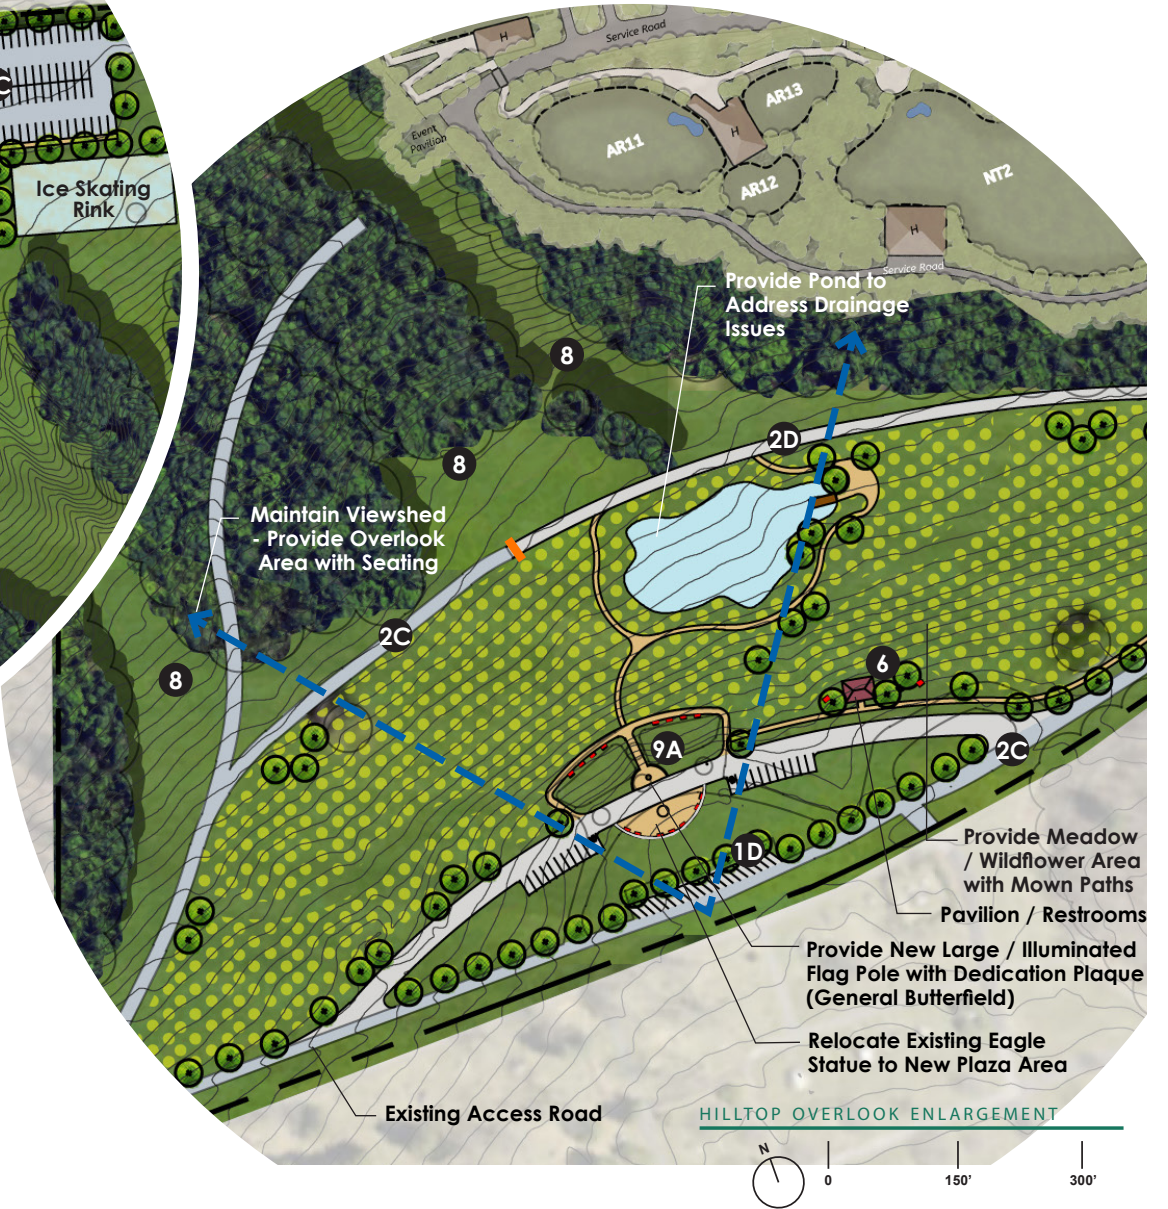 C
Ice Skating
Rink
H
Service Road
Event
Pavilion
AR11
AR13
H
AR12
NT2
H
Service Road
Provide Pond to
Address Drainage
Issues
8
2D
8
Maintain Viewshed
- Provide Overlook
Area with Seating
2C
8
6
9A
2C
1D
Provide Meadow
/ Wildflower Area
with Mown Paths
Pavilion / Restrooms
Provide New Large / Illuminated
Flag Pole with Dedication Plaque
(General Butterfield)
Relocate Existing Eagle
Statue to New Plaza Area
Existing Access Road
HILLTOP OVERLOOK ENLARGEMENT
N
0 150' 300'